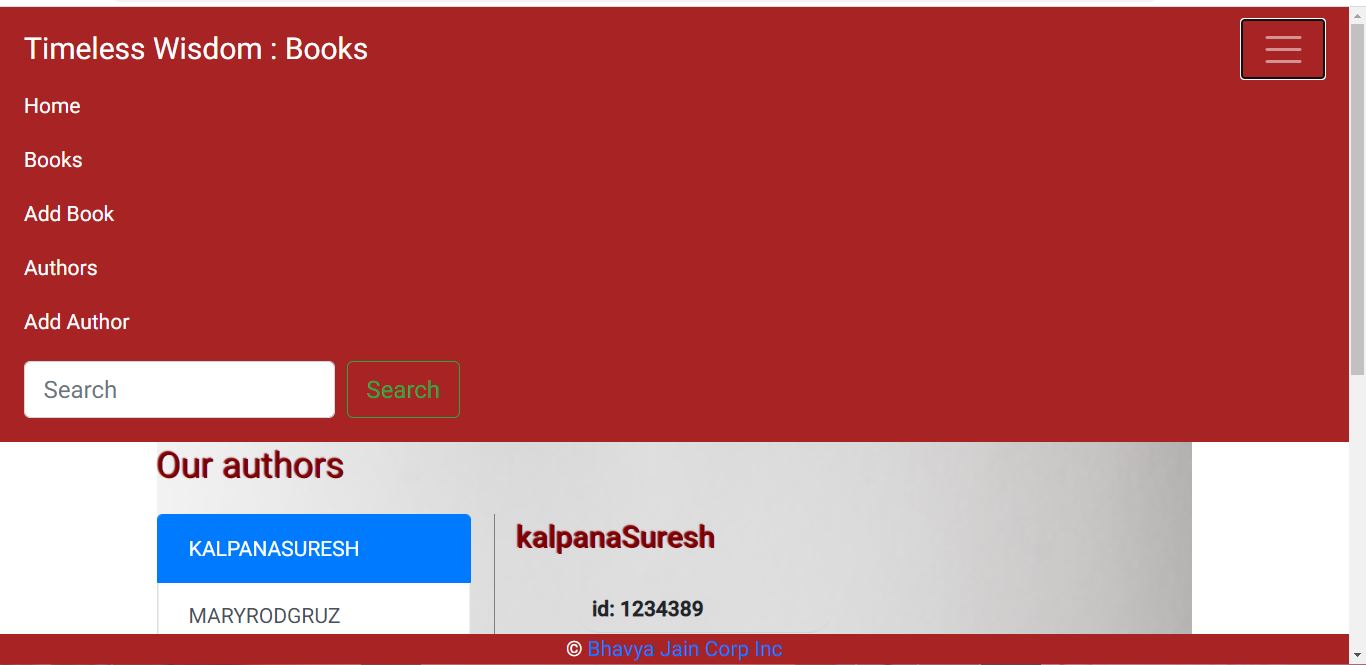 Timeless Wisdom : Books
Home
Books
Add Book
Authors
Add Author
Search Search
Our authors
KALPANASURESH
MARYRODGRUZ
kalpanaSuresh
id: 1234389
© Bhavya Jain Corp Inc